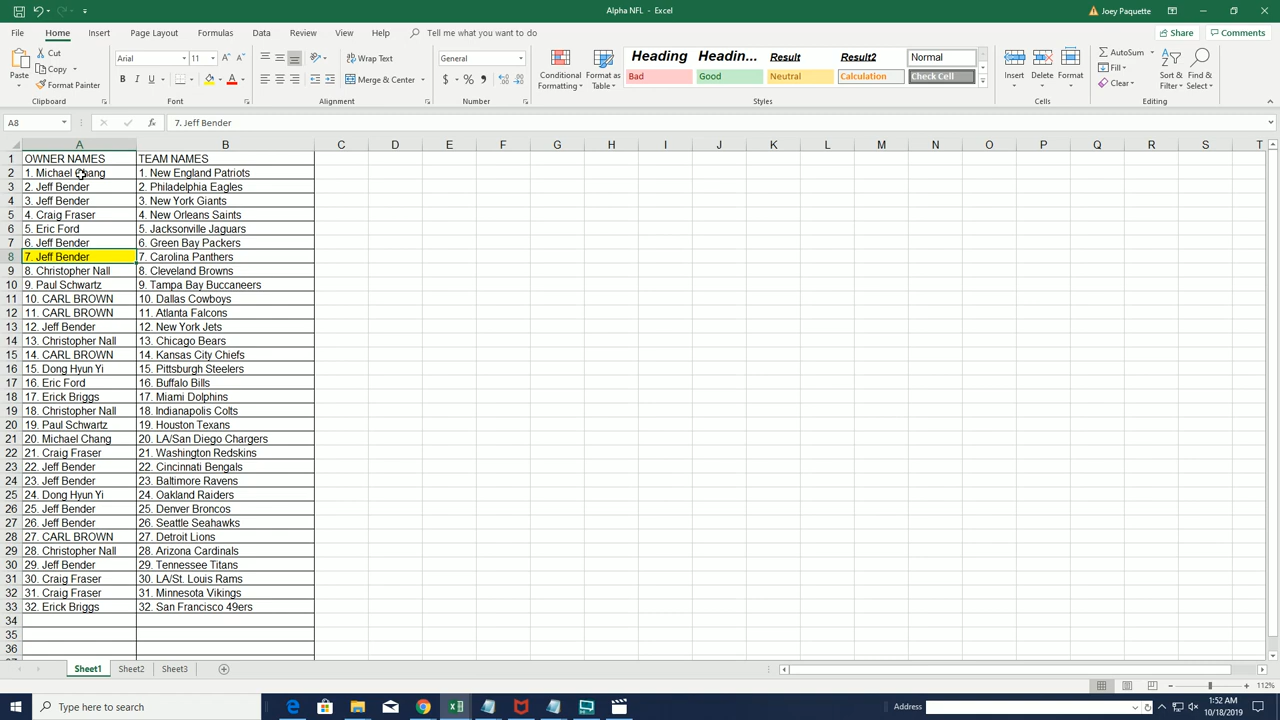 Alpha NFL - Excel
Joey Paquette
File Home Insert Page Layout Formulas Data Review View Help Tell me what you want to do
Share Comments
Paste
Cut
Copy
Format Painter
Clipboard
Arial 11
B I U
Font
Wrap Text
Merge & Center
Alignment
General
$ % ,
Number
Conditional Formatting
Format as Table
Heading Headin... Result Result2 Normal
Bad Good Neutral Calculation Check Cell
Styles
Insert Delete Format
Cells
AutoSum
Fill
Clear
Sort & Filter
Find & Select
Editing
A8 7. Jeff Bender
A B C D E F G H I J K L M N O P Q R S T
1 OWNER NAMES TEAM NAMES
2 1. Michael Chang 1. New England Patriots
3 2. Jeff Bender 2. Philadelphia Eagles
4 3. Jeff Bender 3. New York Giants
5 4. Craig Fraser 4. New Orleans Saints
6 5. Eric Ford 5. Jacksonville Jaguars
7 6. Jeff Bender 6. Green Bay Packers
8 7. Jeff Bender 7. Carolina Panthers
9 8. Christopher Nall 8. Cleveland Browns
10 9. Paul Schwartz 9. Tampa Bay Buccaneers
11 10. CARL BROWN 10. Dallas Cowboys
12 11. CARL BROWN 11. Atlanta Falcons
13 12. Jeff Bender 12. New York Jets
14 13. Christopher Nall 13. Chicago Bears
15 14. CARL BROWN 14. Kansas City Chiefs
16 15. Dong Hyun Yi 15. Pittsburgh Steelers
17 16. Eric Ford 16. Buffalo Bills
18 17. Erick Briggs 17. Miami Dolphins
19 18. Christopher Nall 18. Indianapolis Colts
20 19. Paul Schwartz 19. Houston Texans
21 20. Michael Chang 20. LA/San Diego Chargers
22 21. Craig Fraser 21. Washington Redskins
23 22. Jeff Bender 22. Cincinnati Bengals
24 23. Jeff Bender 23. Baltimore Ravens
25 24. Dong Hyun Yi 24. Oakland Raiders
26 25. Jeff Bender 25. Denver Broncos
27 26. Jeff Bender 26. Seattle Seahawks
28 27. CARL BROWN 27. Detroit Lions
29 28. Christopher Nall 28. Arizona Cardinals
30 29. Jeff Bender 29. Tennessee Titans
31 30. Craig Fraser 30. LA/St. Louis Rams
32 31. Craig Fraser 31. Minnesota Vikings
33 32. Erick Briggs 32. San Francisco 49ers
34
35
36
Sheet1 Sheet2 Sheet3
112%
Type here to search
Address
1:52 AM
10/18/2019